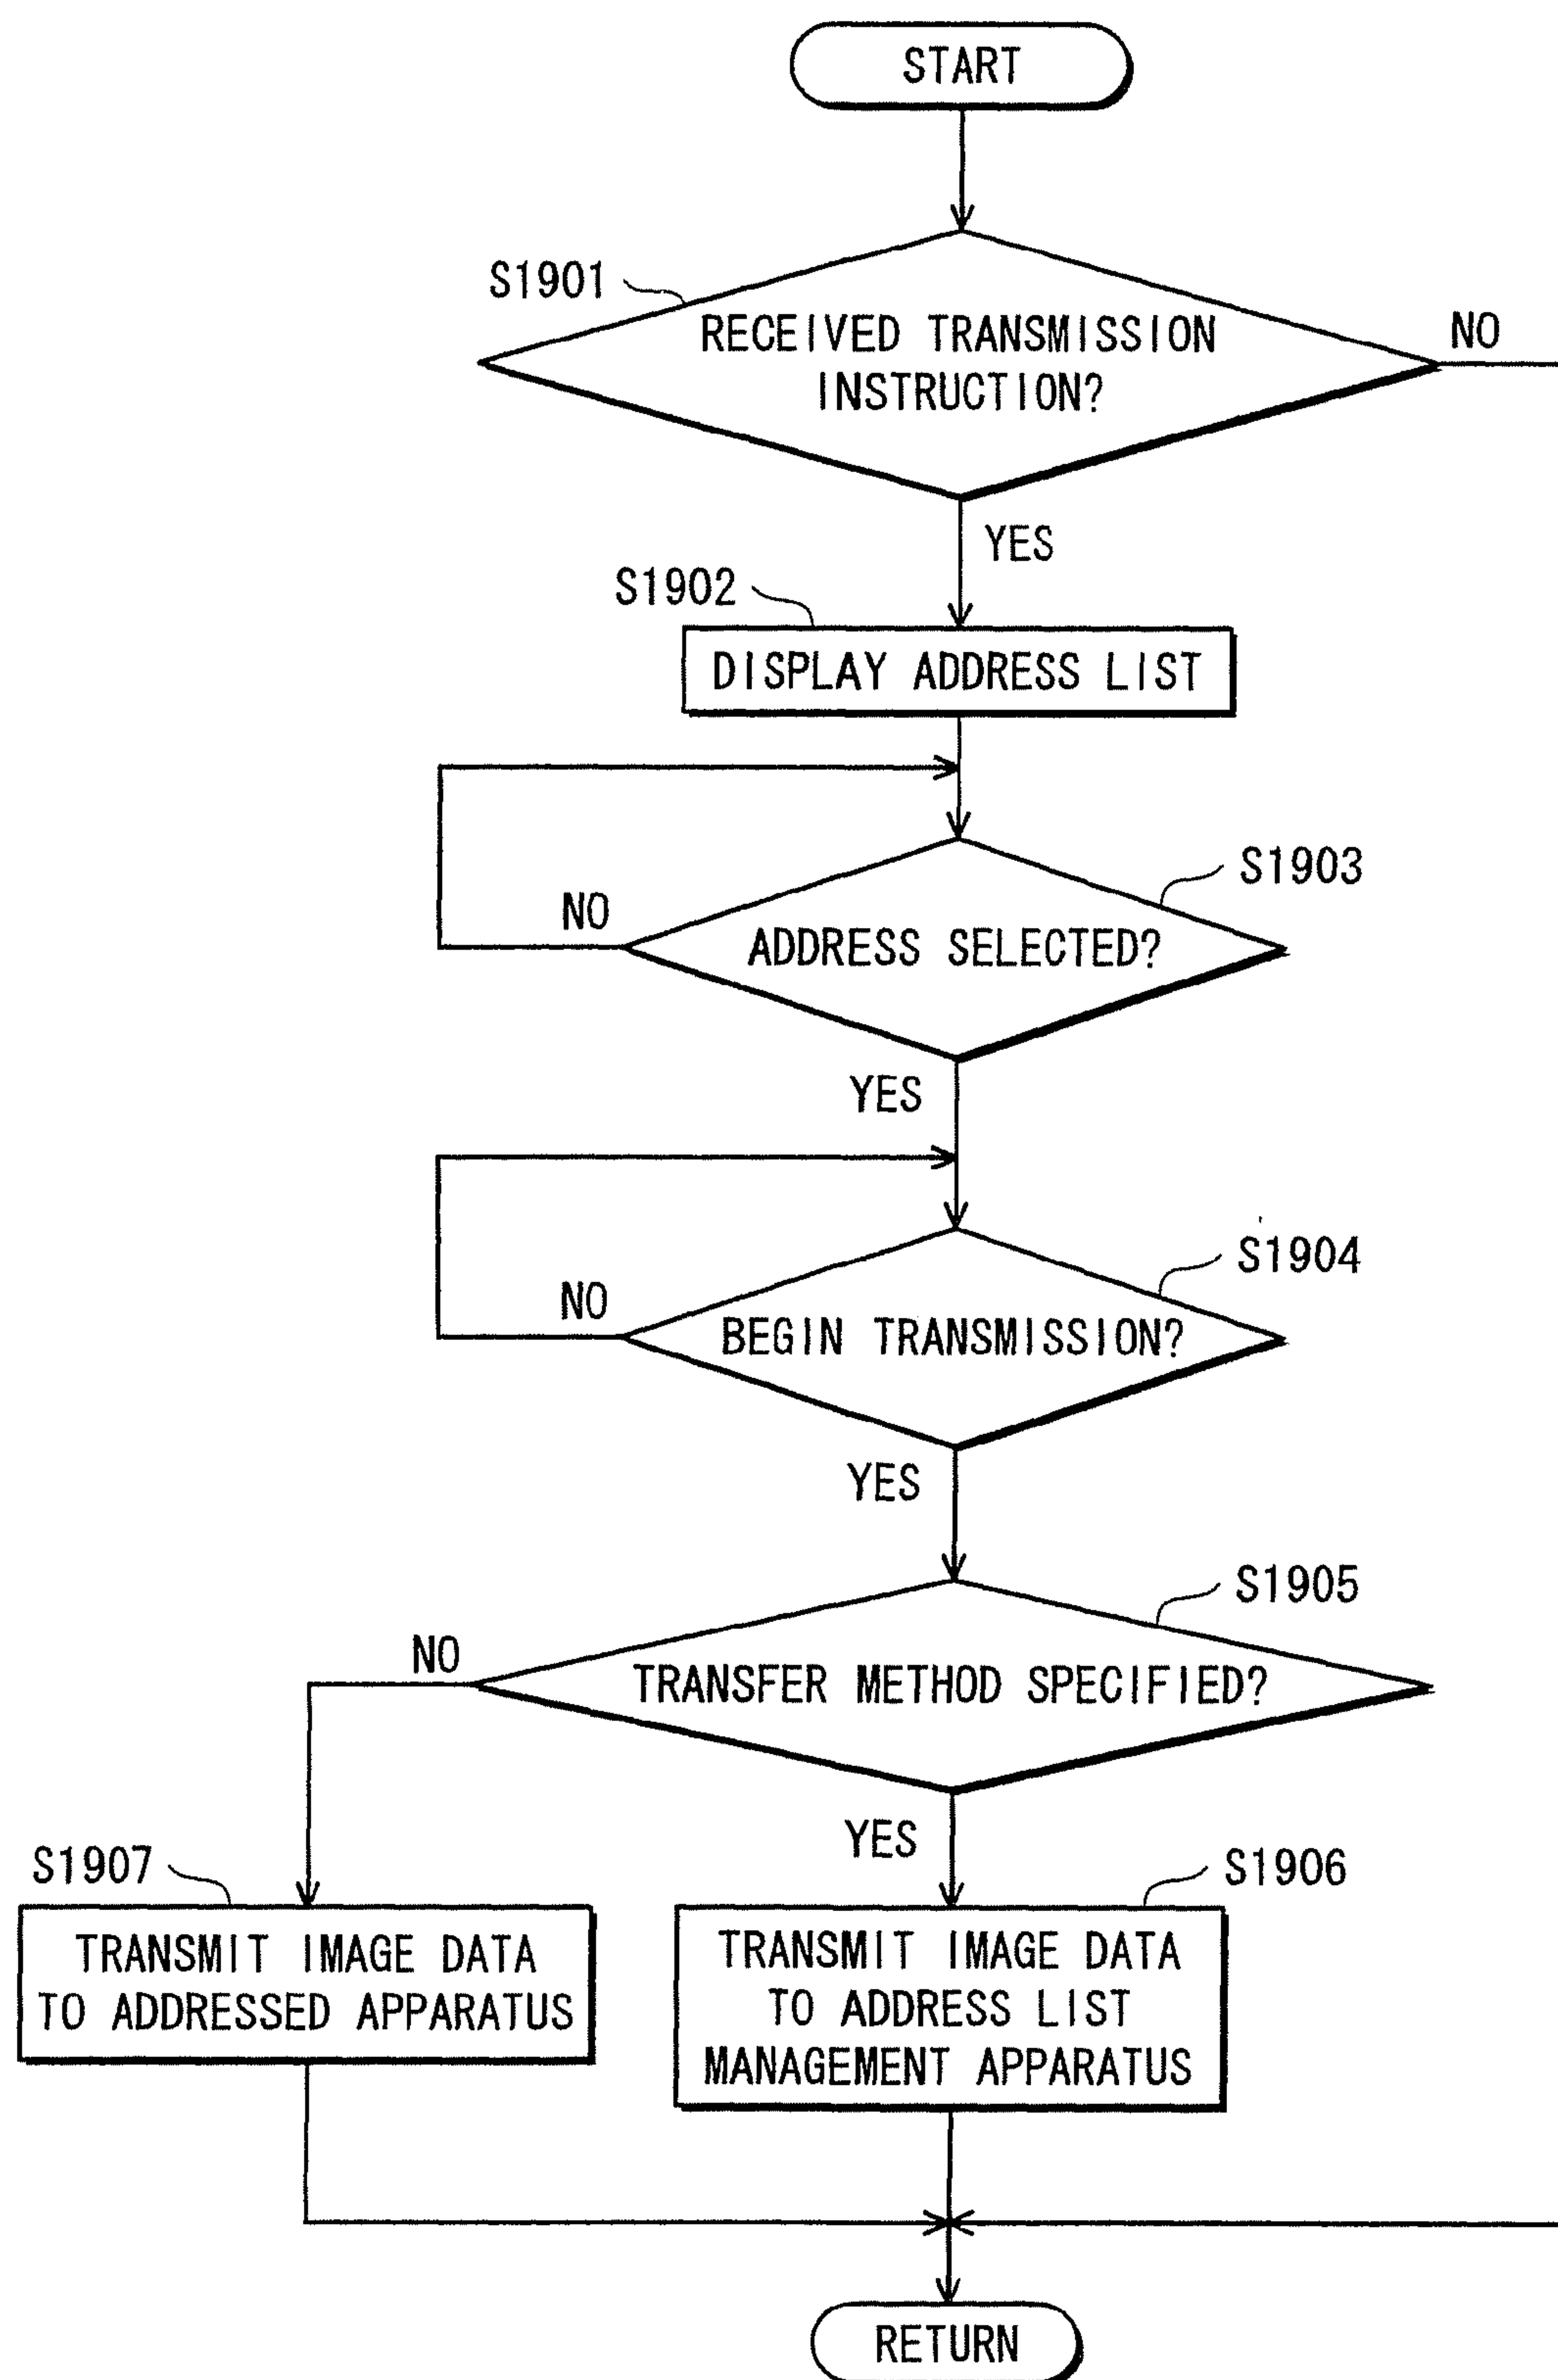 START
S1901
RECEIVED TRANSMISSION
INSTRUCTION?
NO
YES
S1902
DISPLAY ADDRESS LIST
S1903
NO
ADDRESS SELECTED?
YES
S1904
NO
BEGIN TRANSMISSION?
YES
S1905
NO
TRANSFER METHOD SPECIFIED?
YES
S1907
TRANSMIT IMAGE DATA
TO ADDRESSED APPARATUS
S1906
TRANSMIT IMAGE DATA
TO ADDRESS LIST
MANAGEMENT APPARATUS
RETURN